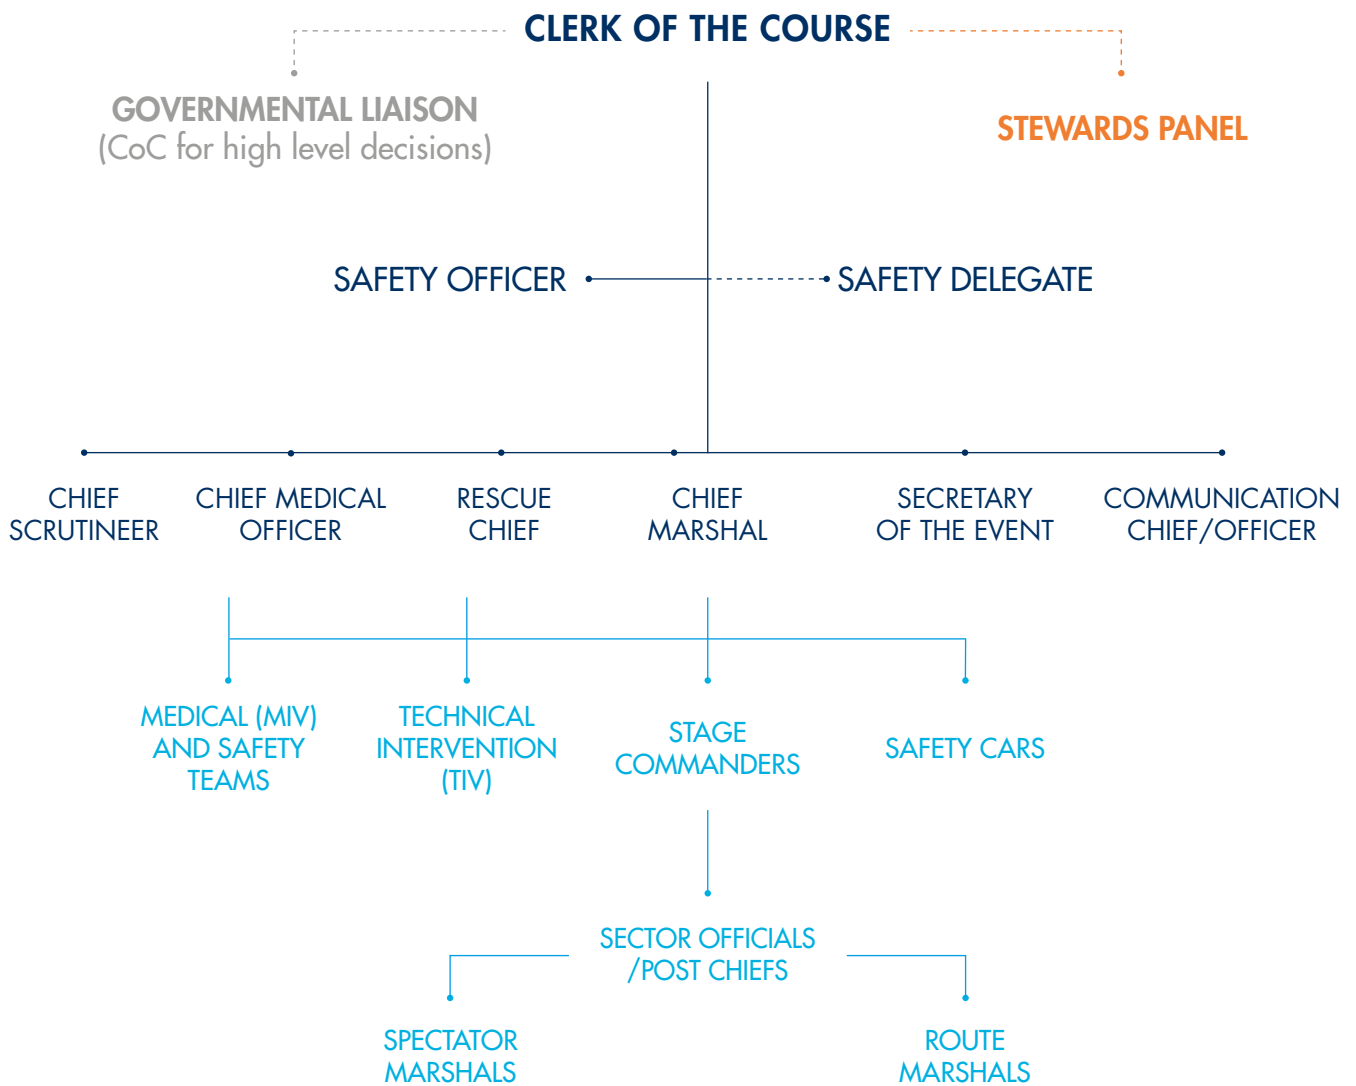 CLERK OF THE COURSE
GOVERNMENTAL LIAISON
(CoC for high level decisions)
STEWARDS PANEL
SAFETY OFFICER
SAFETY DELEGATE
CHIEF
SCRUTINEER
CHIEF MEDICAL
OFFICER
RESCUE
CHIEF
CHIEF
MARSHAL
SECRETARY
OF THE EVENT
COMMUNICATION
CHIEF/OFFICER
MEDICAL (MIV)
AND SAFETY
TEAMS
TECHNICAL
INTERVENTION
(TIV)
STAGE
COMMANDERS
SAFETY CARS
SECTOR OFFICIALS
/POST CHIEFS
SPECTATOR
MARSHALS
ROUTE
MARSHALS